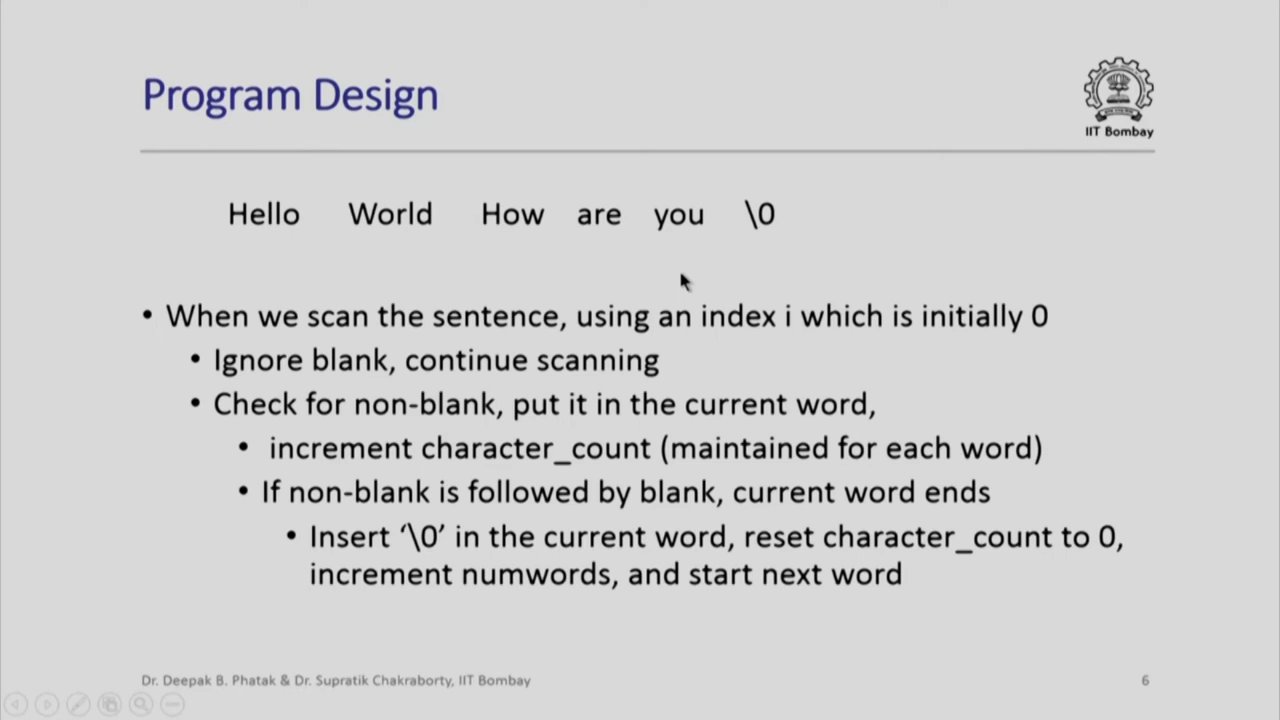 Program Design
IIT Bombay
Hello World How are you \0
• When we scan the sentence, using an index i which is initially 0
• Ignore blank, continue scanning
• Check for non-blank, put it in the current word,
• increment character_count (maintained for each word)
• If non-blank is followed by blank, current word ends
• Insert ‘\0’ in the current word, reset character_count to 0,
increment numwords, and start next word
Dr. Deepak B. Phatak & Dr. Supratik Chakraborty, IIT Bombay
6